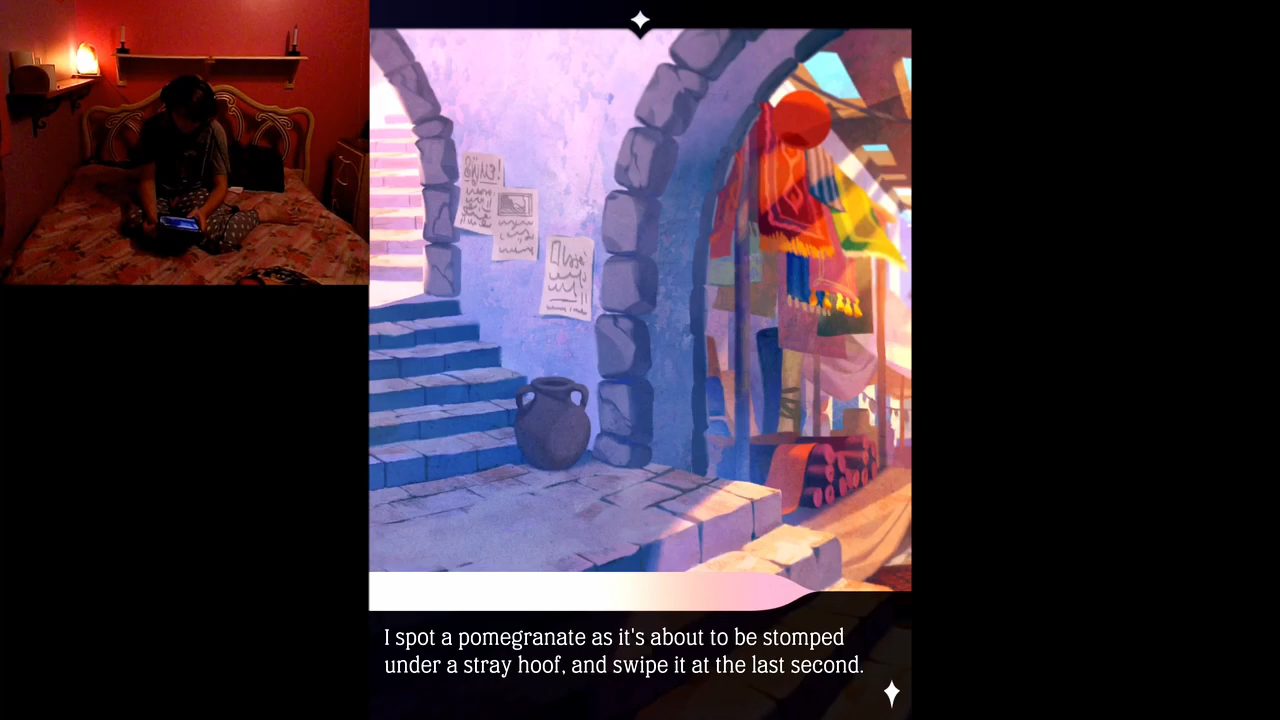 I spot a pomegranate as it's about to be stomped
under a stray hoof, and swipe it at the last second.